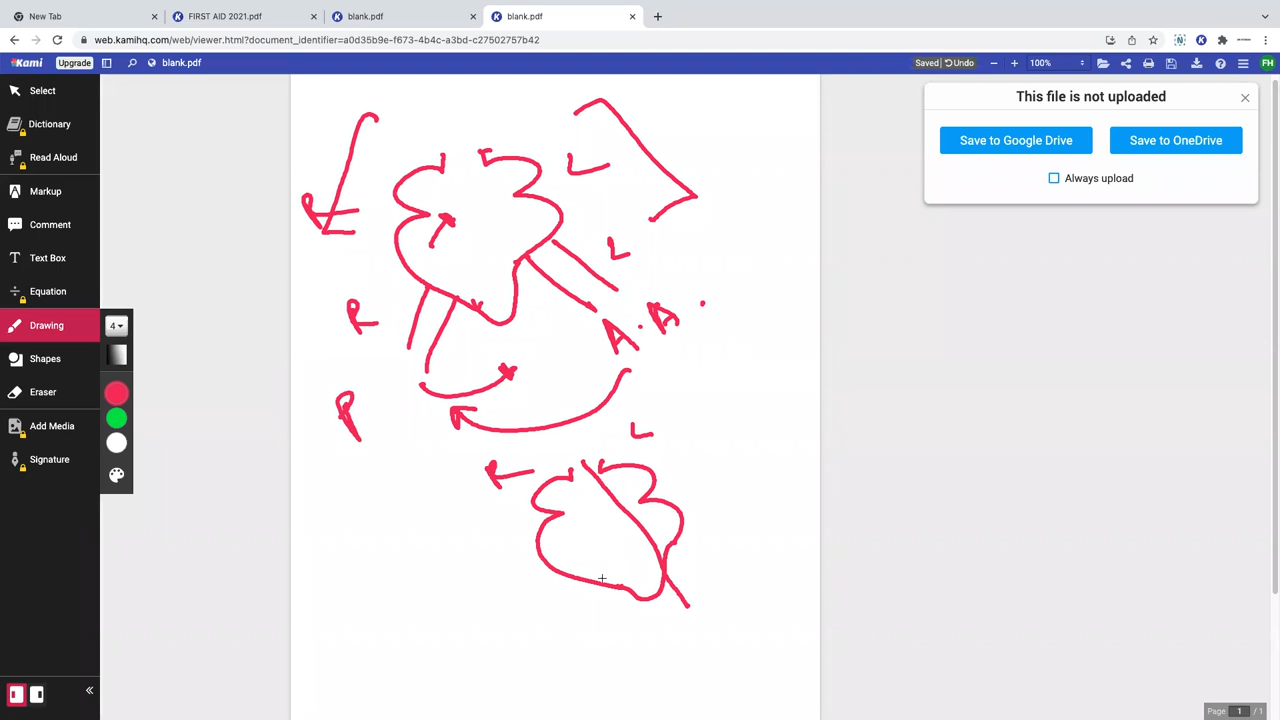 New Tab
FIRST AID 2021.pdf
blank.pdf
blank.pdf
web.kamihq.com/web/viewer.html?document_identifier=a0d35b9e-f673-4b4c-a3bd-c27502757b42
Kami
Upgrade
blank.pdf
Saved
Undo
100%
FH
Select
Dictionary
Read Aloud
Markup
Comment
Text Box
Equation
Drawing
4
Shapes
Eraser
Add Media
Signature
This file is not uploaded
Save to Google Drive
Save to OneDrive
Always upload
L
R
L
R
A. A.
R
L
Page 1 / 1